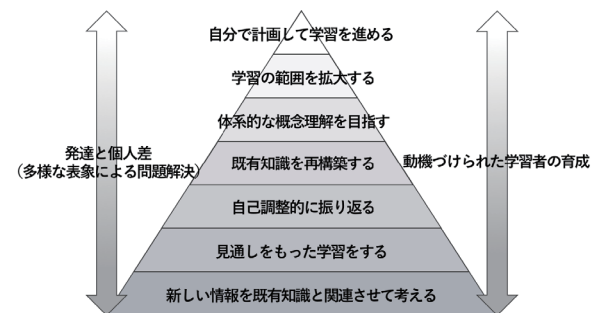 自分で計画して学習を進める
学習の範囲を拡大する
体系的な概念理解を目指す
既有知識を再構築する
自己調整的に振り返る
見通しをもった学習をする
新しい情報を既有知識と関連させて考える
発達と個人差
（多様な表象による問題解決）
動機づけられた学習者の育成